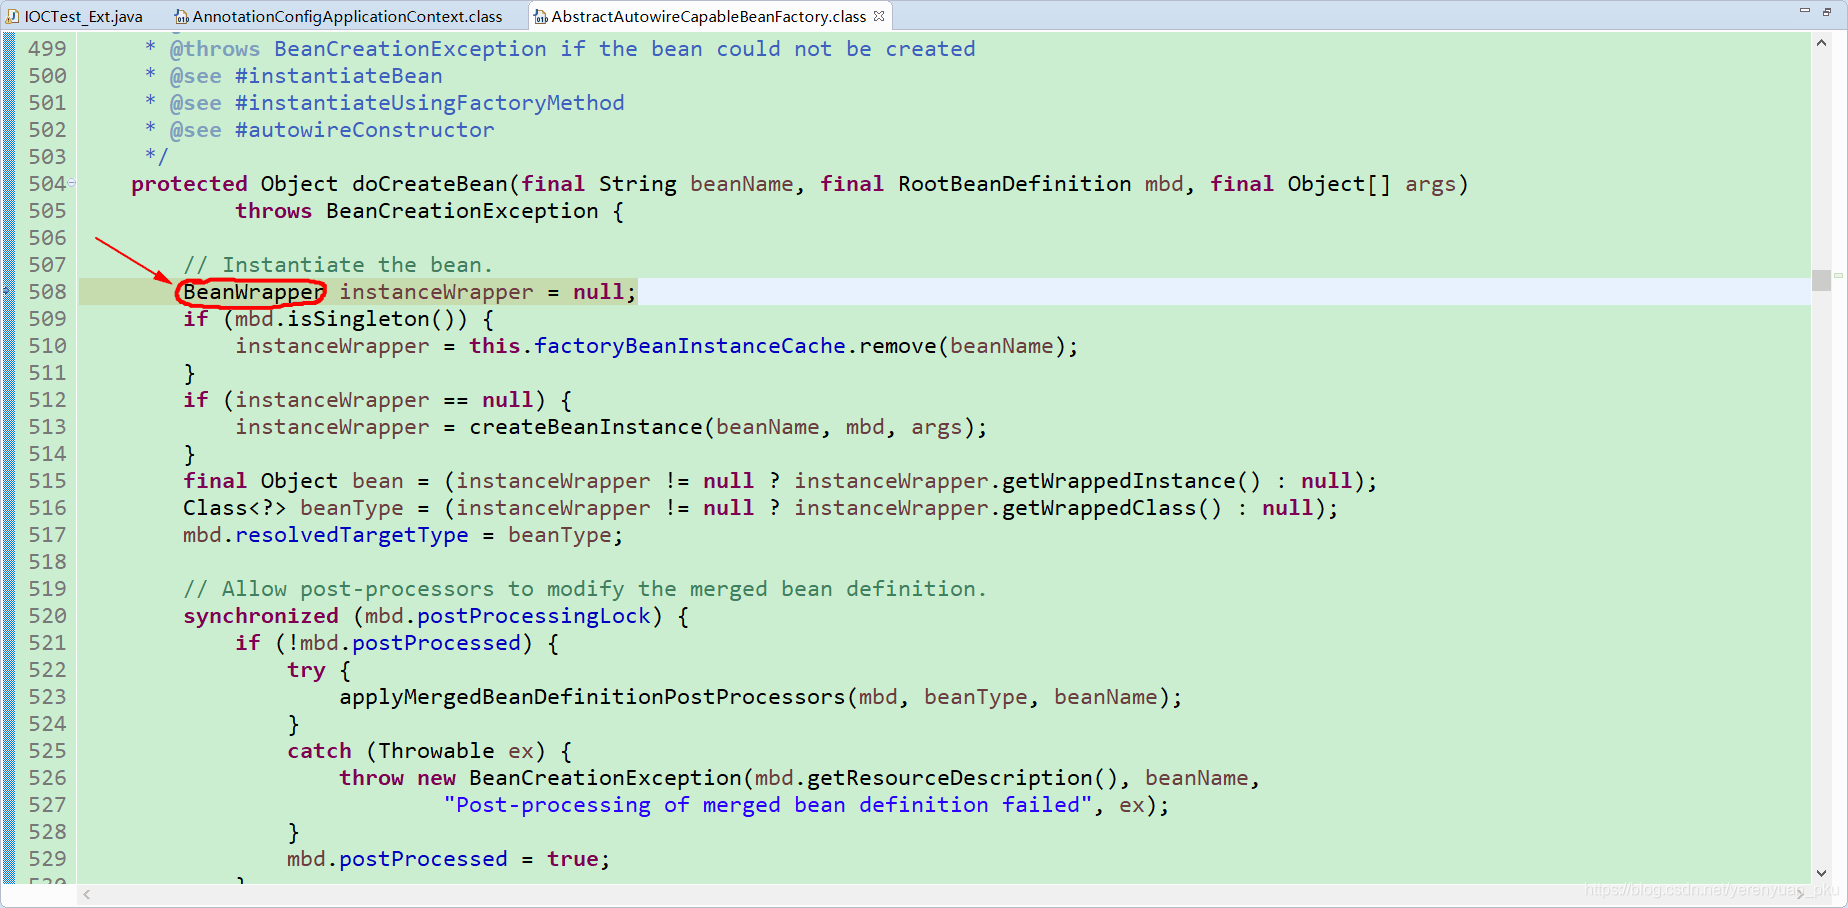 IOCTest_Ext.java AnnotationConfigApplicationContext.class AbstractAutowireCapableBeanFactory.class
499 * @throws BeanCreationException if the bean could not be created
500 * @see #instantiateBean
501 * @see #instantiateUsingFactoryMethod
502 * @see #autowireConstructor
503 */
504 protected Object doCreateBean(final String beanName, final RootBeanDefinition mbd, final Object[] args)
505 throws BeanCreationException {
506
507 // Instantiate the bean.
508 BeanWrapper instanceWrapper = null;
509 if (mbd.isSingleton()) {
510 instanceWrapper = this.factoryBeanInstanceCache.remove(beanName);
511 }
512 if (instanceWrapper == null) {
513 instanceWrapper = createBeanInstance(beanName, mbd, args);
514 }
515 final Object bean = (instanceWrapper != null ? instanceWrapper.getWrappedInstance() : null);
516 Class<?> beanType = (instanceWrapper != null ? instanceWrapper.getWrappedClass() : null);
517 mbd.resolvedTargetType = beanType;
518
519 // Allow post-processors to modify the merged bean definition.
520 synchronized (mbd.postProcessingLock) {
521 if (!mbd.postProcessed) {
522 try {
523 applyMergedBeanDefinitionPostProcessors(mbd, beanType, beanName);
524 }
525 catch (Throwable ex) {
526 throw new BeanCreationException(mbd.getResourceDescription(), beanName,
527 "Post-processing of merged bean definition failed", ex);
528 }
529 mbd.postProcessed = true;
530 }
https://blog.csdn.net/yerenyuan_pku